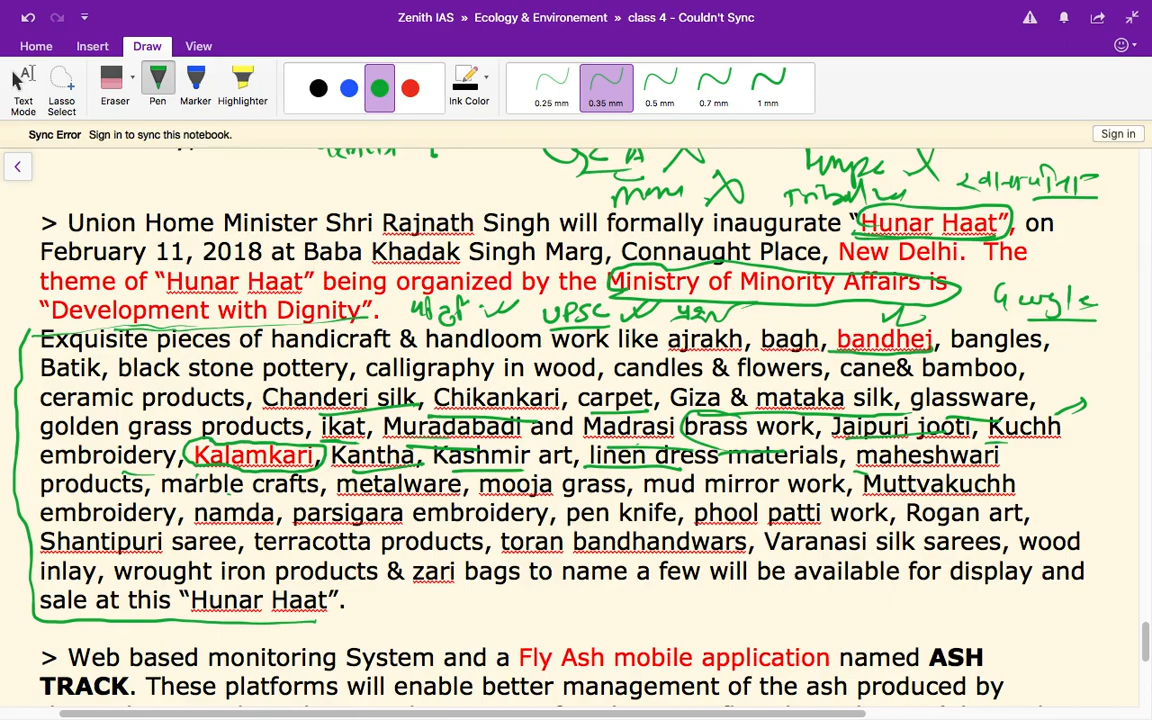 Zenith IAS » Ecology & Environement » class 4 - Couldn't Sync
Home Insert Draw View
Text Mode
Lasso Select
Eraser
Pen
Marker
Highlighter
Ink Color
0.25 mm
0.35 mm
0.5 mm
0.7 mm
1 mm
Sync Error Sign in to sync this notebook.
Sign in
> Union Home Minister Shri Rajnath Singh will formally inaugurate “Hunar Haat”, on
February 11, 2018 at Baba Khadak Singh Marg, Connaught Place, New Delhi. The
theme of “Hunar Haat” being organized by the Ministry of Minority Affairs is
“Development with Dignity”.
UPSC
Google
Exquisite pieces of handicraft & handloom work like ajrakh, bagh, bandhej, bangles,
Batik, black stone pottery, calligraphy in wood, candles & flowers, cane& bamboo,
ceramic products, Chanderi silk, Chikankari, carpet, Giza & mataka silk, glassware,
golden grass products, ikat, Muradabadi and Madrasi brass work, Jaipuri jooti, Kuchh
embroidery, Kalamkari, Kantha, Kashmir art, linen dress materials, maheshwari
products, marble crafts, metalware, mooja grass, mud mirror work, Muttvakuchh
embroidery, namda, parsigara embroidery, pen knife, phool patti work, Rogan art,
Shantipuri saree, terracotta products, toran bandhandwars, Varanasi silk sarees, wood
inlay, wrought iron products & zari bags to name a few will be available for display and
sale at this “Hunar Haat”.
> Web based monitoring System and a Fly Ash mobile application named ASH
TRACK. These platforms will enable better management of the ash produced by